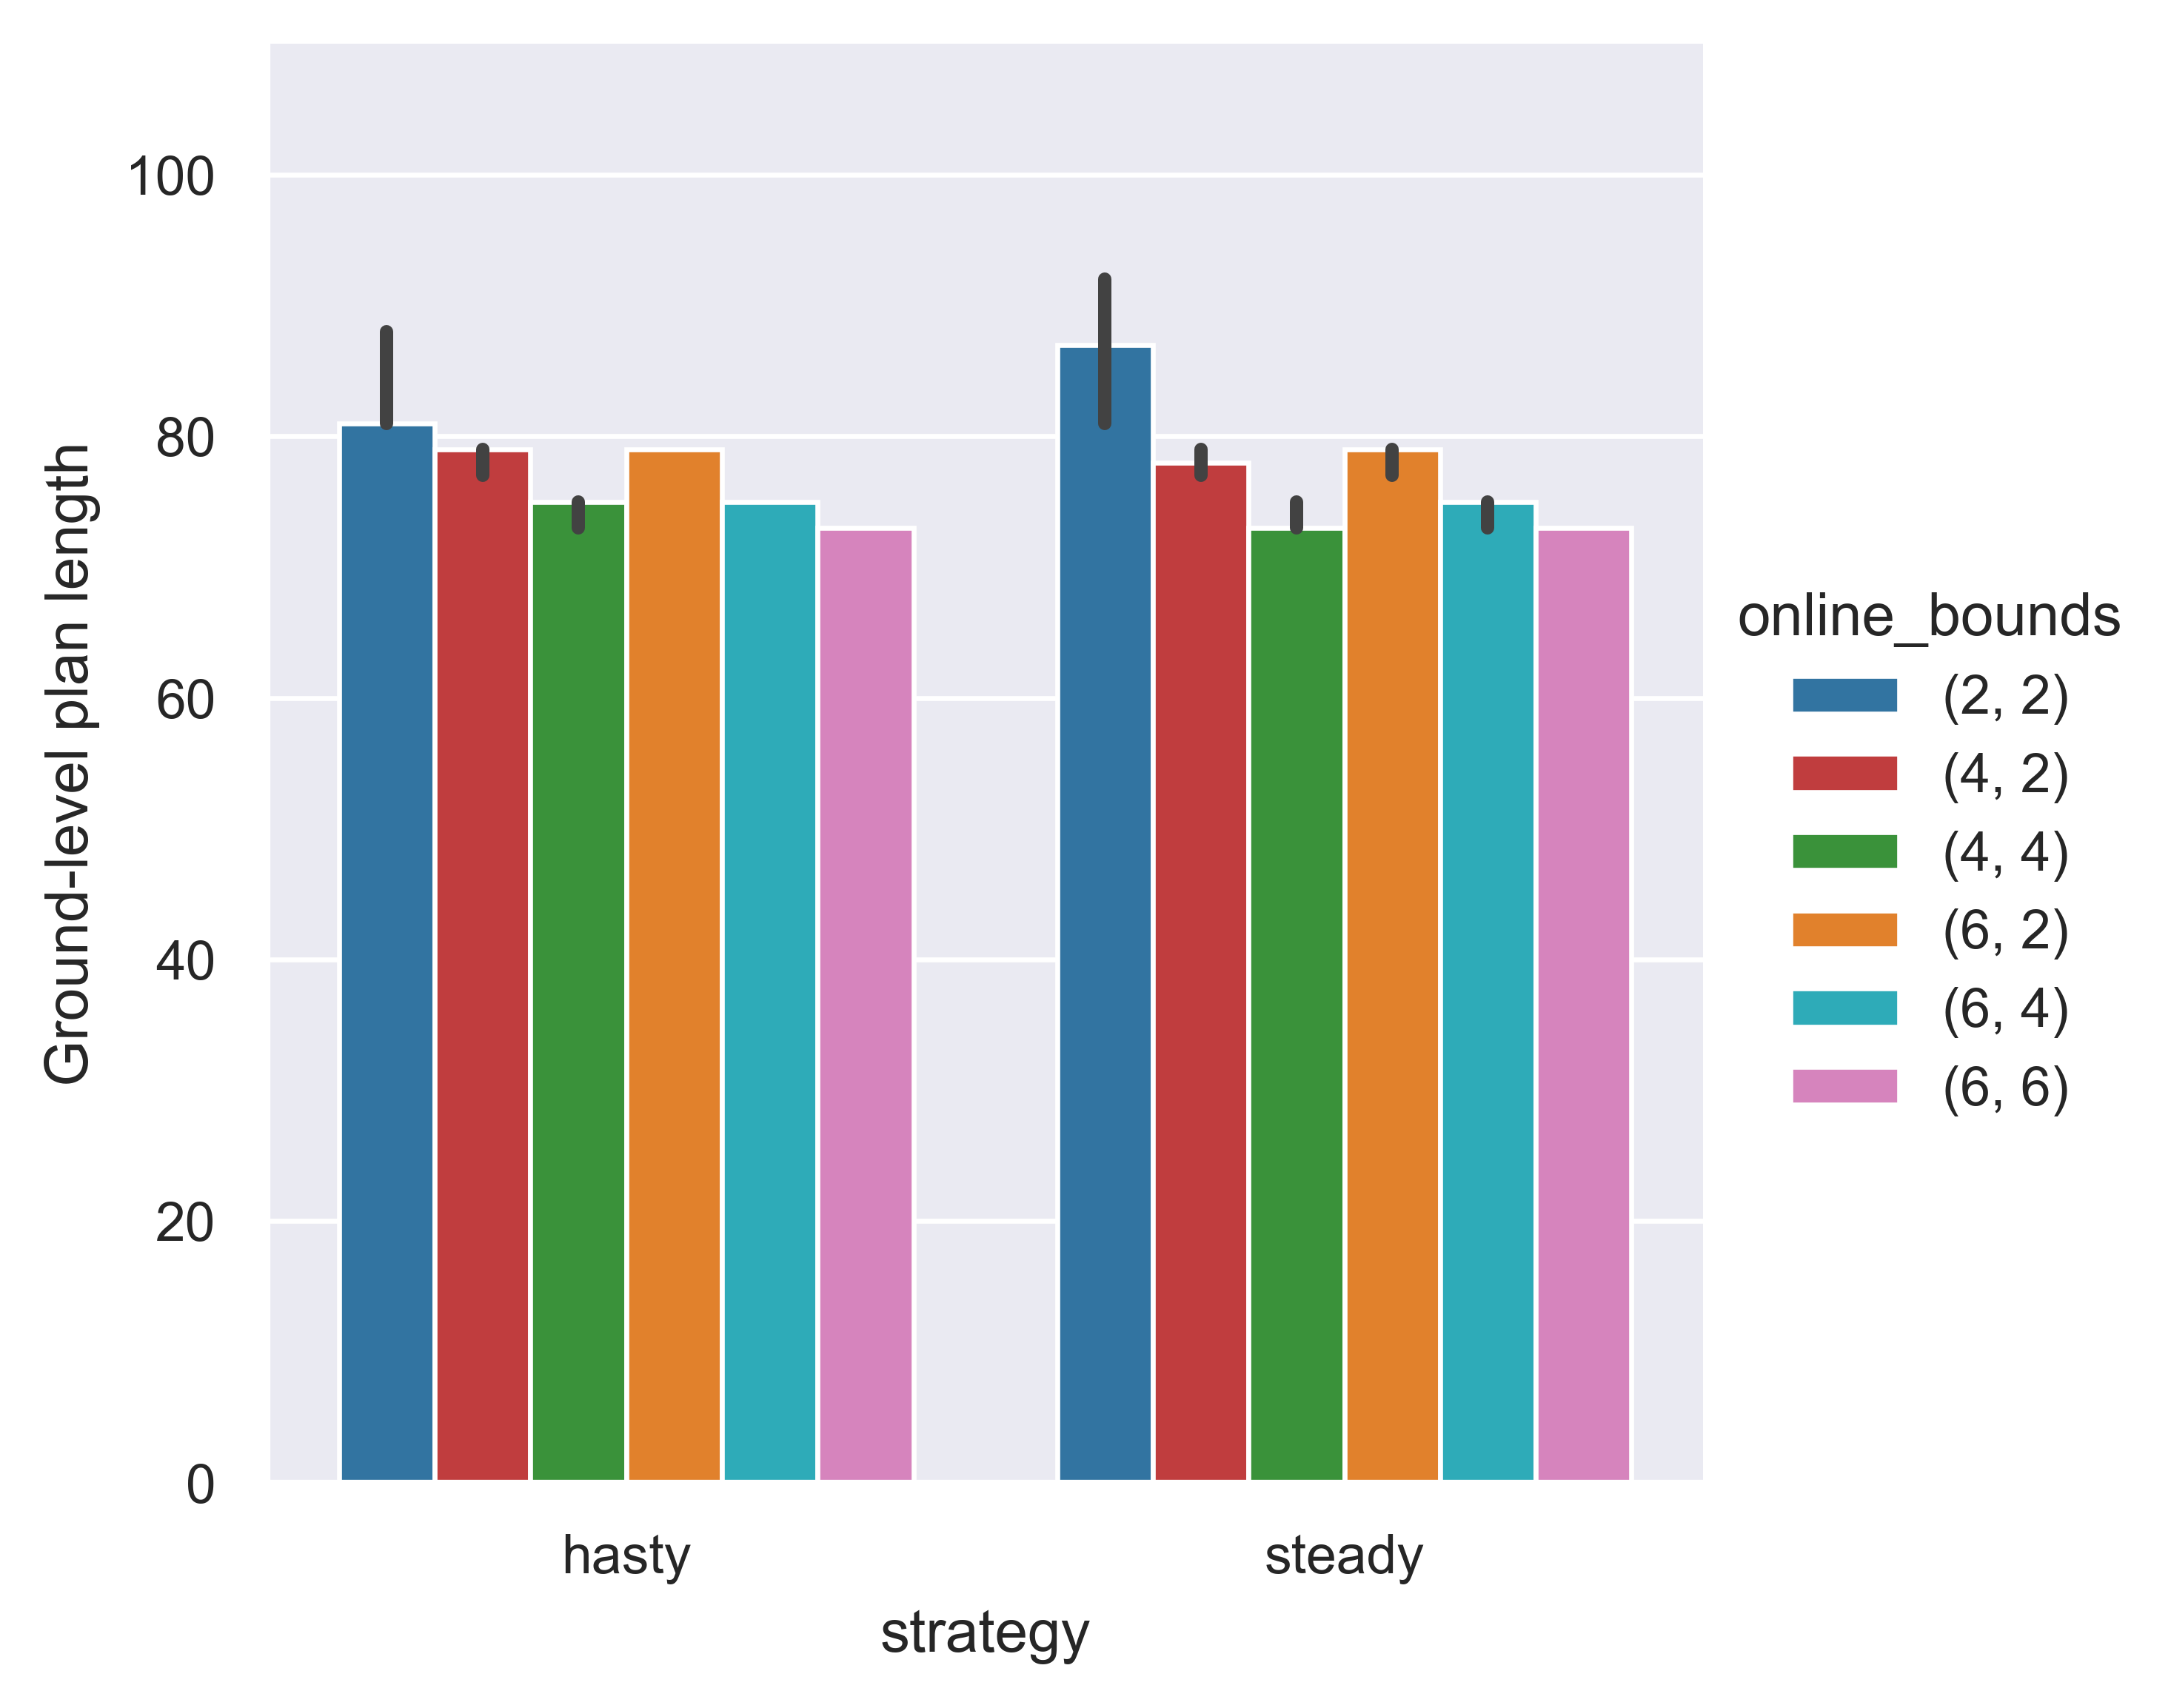 Ground-level plan length
100
80
60
40
20
0
hasty
steady
strategy
online_bounds
(2, 2)
(4, 2)
(4, 4)
(6, 2)
(6, 4)
(6, 6)